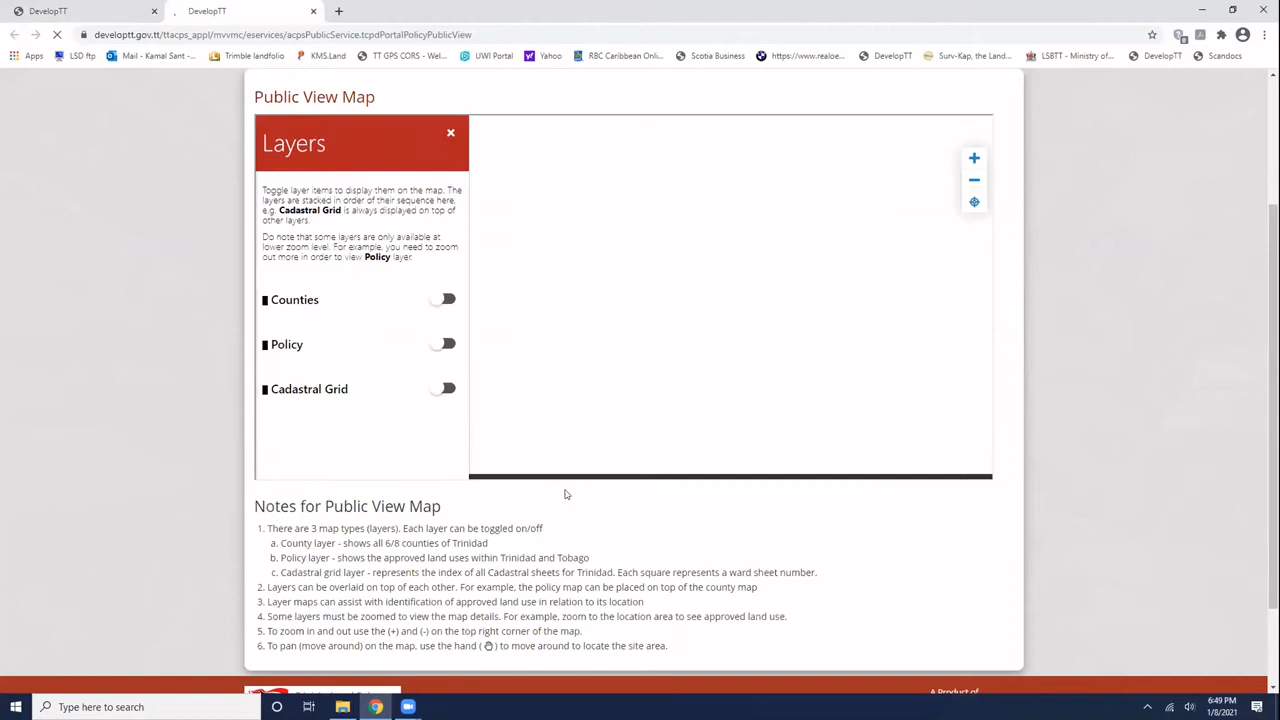 DevelopTT
DevelopTT
developtt.gov.tt/ttacps_appl/mvvmc/eservices/acpsPublicService.tcpdPortalPolicyPublicView
Apps
LSD ftp
Mail - Kamal Sant -...
Trimble landfolio
KMS.Land
TT GPS CORS - Wel...
UWI Portal
Yahoo
RBC Caribbean Onli...
Scotia Business
https://www.realoe...
DevelopTT
Surv-Kap, the Land...
LSBTT - Ministry of...
DevelopTT
Scandocs
Public View Map
Layers
Toggle layer items to display them on the map. The
layers are stacked in order of their sequence here,
e.g. Cadastral Grid is always displayed on top of
other layers.
Do note that some layers are only available at
lower zoom level. For example, you need to zoom
out more in order to view Policy layer.
Counties
Policy
Cadastral Grid
Notes for Public View Map
1. There are 3 map types (layers). Each layer can be toggled on/off
a. County layer - shows all 6/8 counties of Trinidad
b. Policy layer - shows the approved land uses within Trinidad and Tobago
c. Cadastral grid layer - represents the index of all Cadastral sheets for Trinidad. Each square represents a ward sheet number.
2. Layers can be overlaid on top of each other. For example, the policy map can be placed on top of the county map
3. Layer maps can assist with identification of approved land use in relation to its location
4. Some layers must be zoomed to view the map details. For example, zoom to the location area to see approved land use.
5. To zoom in and out use the (+) and (-) on the top right corner of the map.
6. To pan (move around) on the map, use the hand ( ) to move around to locate the site area.
A Product of
Type here to search
6:49 PM
1/8/2021